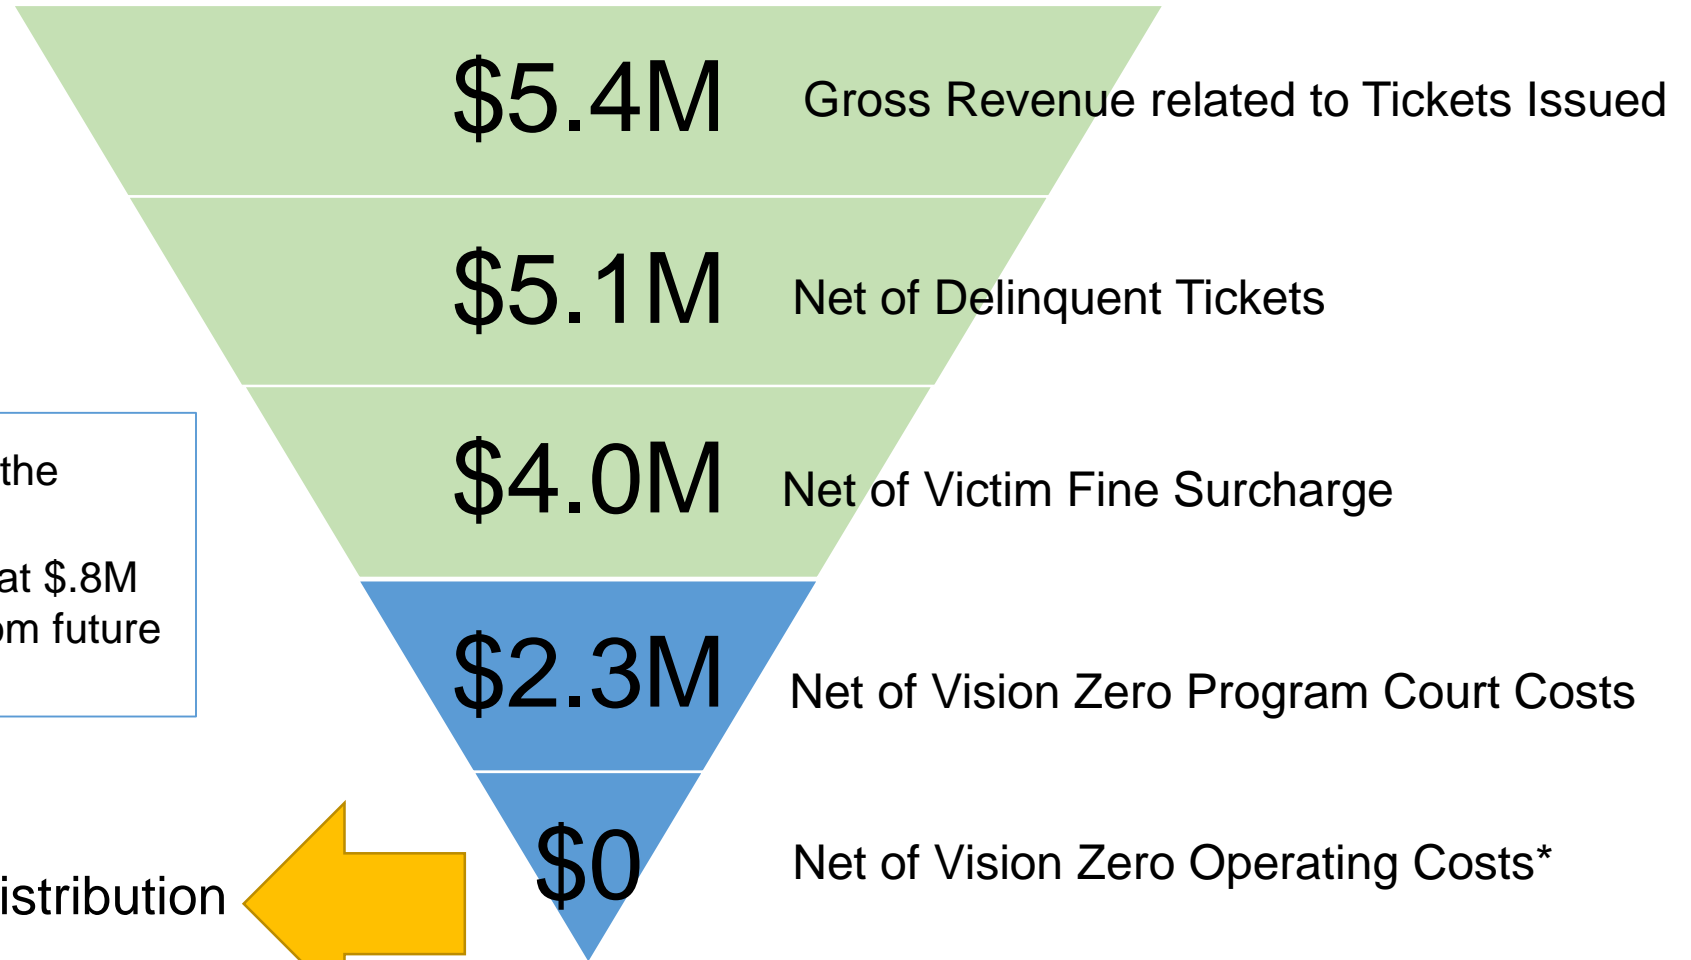 $5.4M Gross Revenue related to Tickets Issued
$5.1M Net of Delinquent Tickets
$4.0M Net of Victim Fine Surcharge
the
at $.8M
om future
$2.3M Net of Vision Zero Program Court Costs
$0 Net of Vision Zero Operating Costs*
istribution